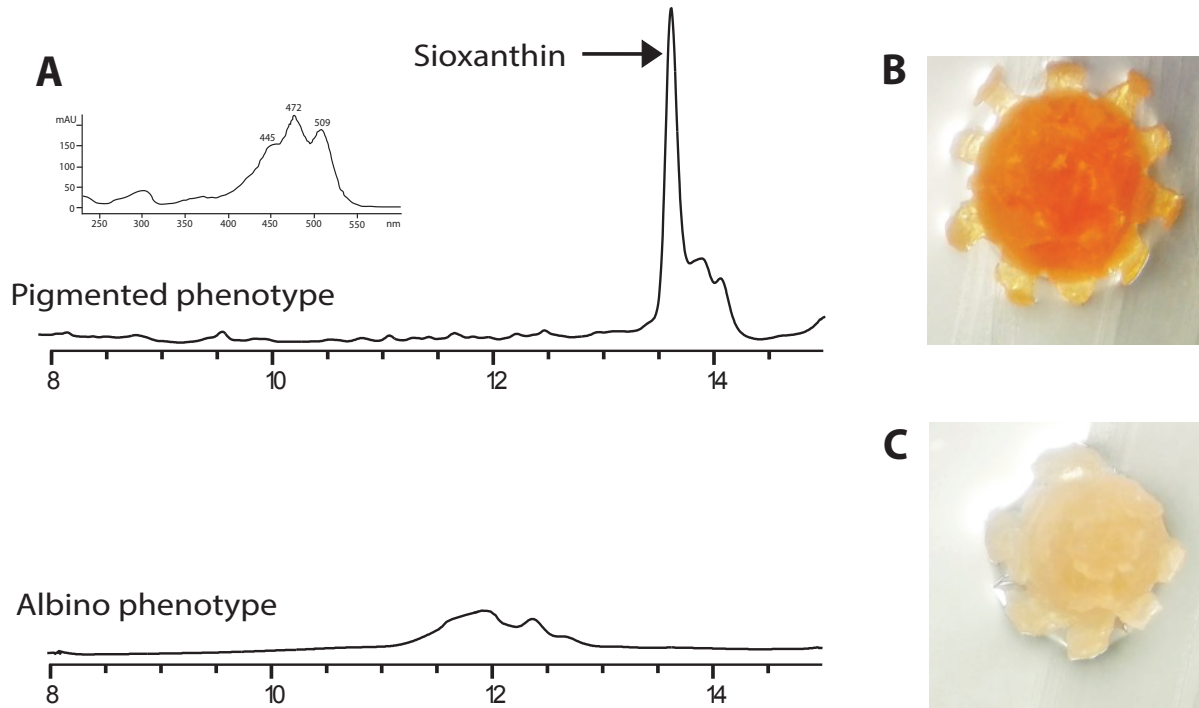 Sioxanthin
A
B
472
509
445
mAU
150
100
50
0
250 300 350 400 450 500 550 nm
Pigmented phenotype
8 10 12 14
C
Albino phenotype
8 10 12 14